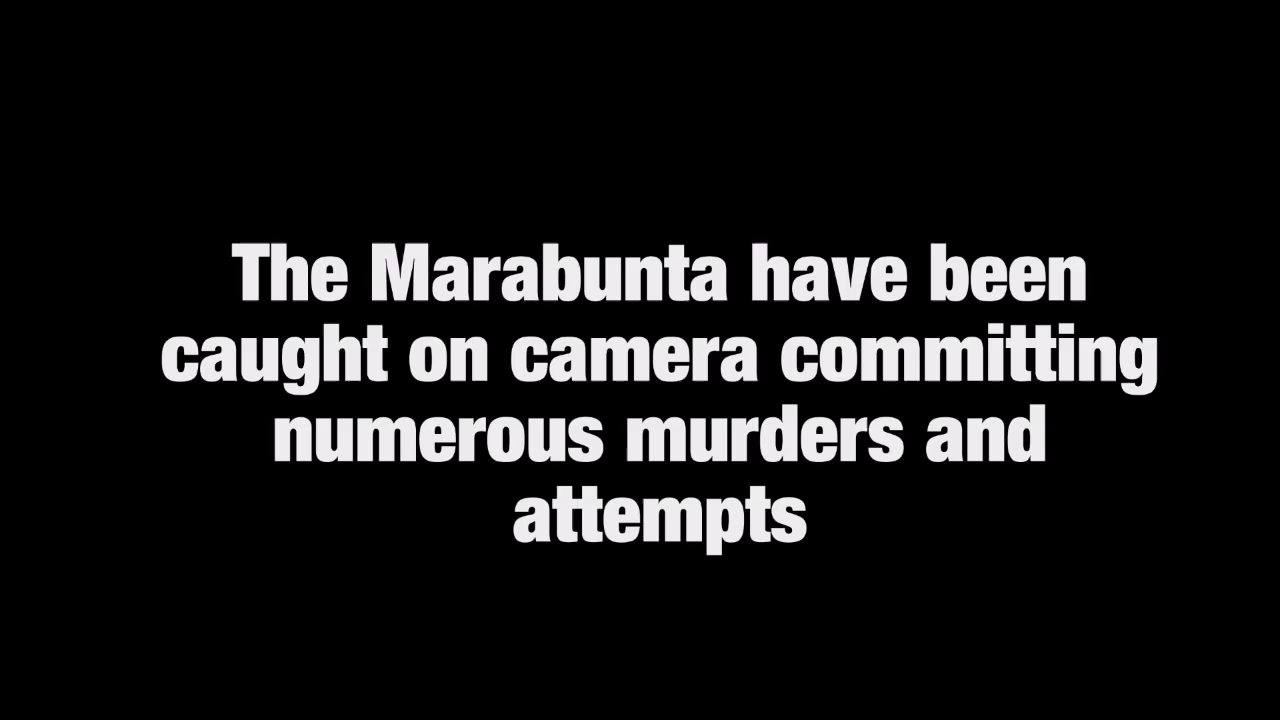 The Marabunta have been
caught on camera committing
numerous murders and
attempts